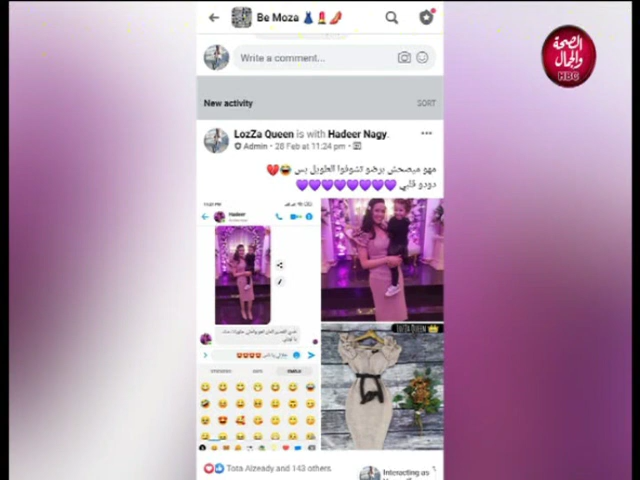 Be Moza
Write a comment...
New activity
SORT
LozZa Queen is with Hadeer Nagy.
Admin • 28 Feb at 11:24 pm •
مهو ميصحش برضو تشوفوا الطويل بس
دودو قلبي
Hadeer
LOZZA QUEEN
Tota Alzeady and 143 others
Interacting as
الصحة
والجمال
HBC